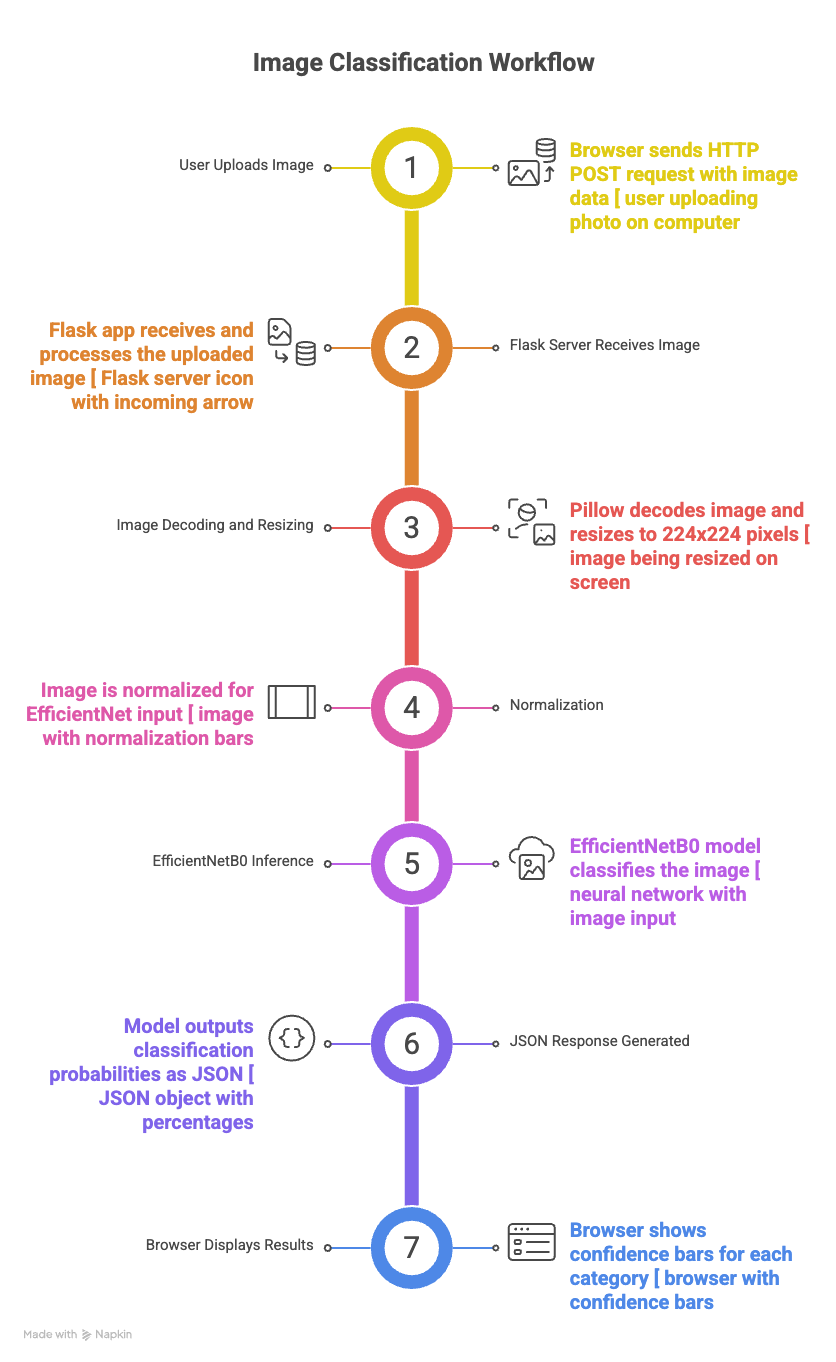 Image Classification Workflow
User Uploads Image
1
Browser sends HTTP
POST request with image
data [ user uploading
photo on computer
Flask app receives and
processes the uploaded
image [ Flask server icon
with incoming arrow
2
Flask Server Receives Image
Image Decoding and Resizing
3
Pillow decodes image and
resizes to 224x224 pixels [
image being resized on
screen
Image is normalized for
EfficientNet input [ image
with normalization bars
4
Normalization
EfficientNetB0 Inference
5
EfficientNetB0 model
classifies the image [
neural network with
image input
Model outputs
classification
probabilities as JSON [
JSON object with
percentages
{}
6
JSON Response Generated
Browser Displays Results
7
Browser shows
confidence bars for each
category [ browser with
confidence bars
Made with Napkin